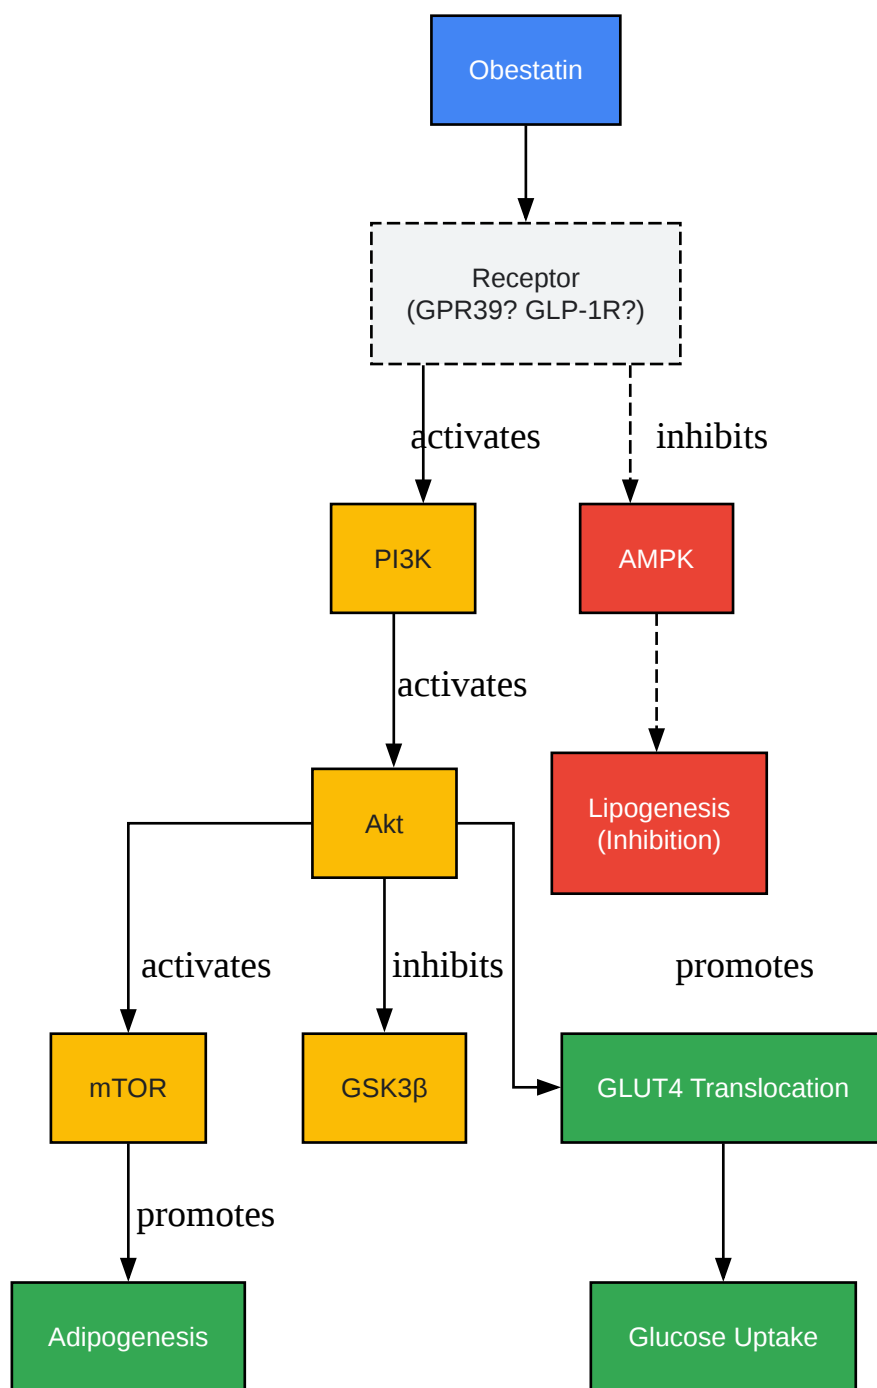 Obestatin
Receptor
(GPR39? GLP-1R?)
activates
inhibits
PI3K
AMPK
activates
Akt
Lipogenesis
(Inhibition)
activates
inhibits
promotes
mTOR
GSK3β
GLUT4 Translocation
promotes
Adipogenesis
Glucose Uptake